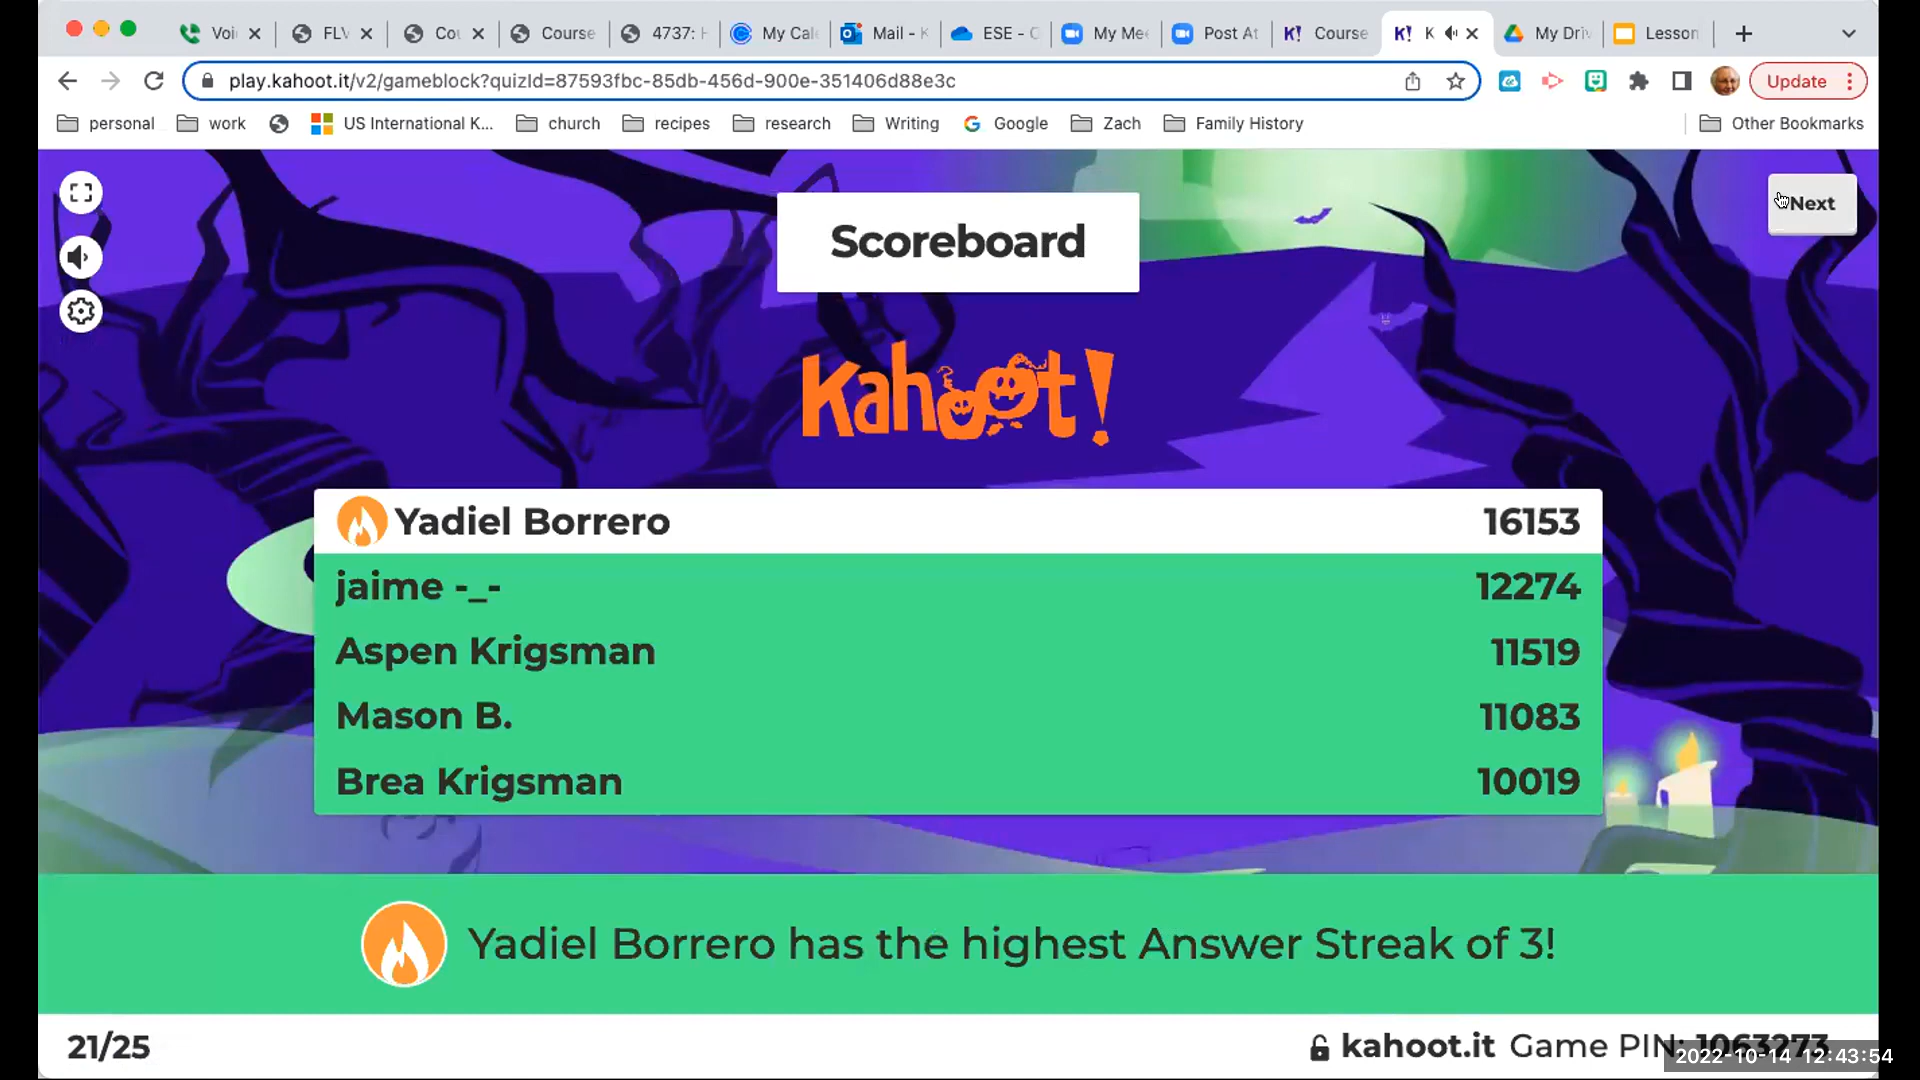 Voi
FLV
Cou
Course
4737: H
My Cal
Mail - K
ESE - O
My Mee
Post At
K! Course
K! K
My Driv
Lesson
play.kahoot.it/v2/gameblock?quizId=87593fbc-85db-456d-900e-351406d88e3c
Update
personal
work
US International K...
church
recipes
research
Writing
Google
Zach
Family History
Other Bookmarks
Scoreboard
Next
Kahoot!
Yadiel Borrero 16153
jaime -_- 12274
Aspen Krigsman 11519
Mason B. 11083
Brea Krigsman 10019
Yadiel Borrero has the highest Answer Streak of 3!
21/25
kahoot.it Game PIN: 1063273
2022-10-14 12:43:54